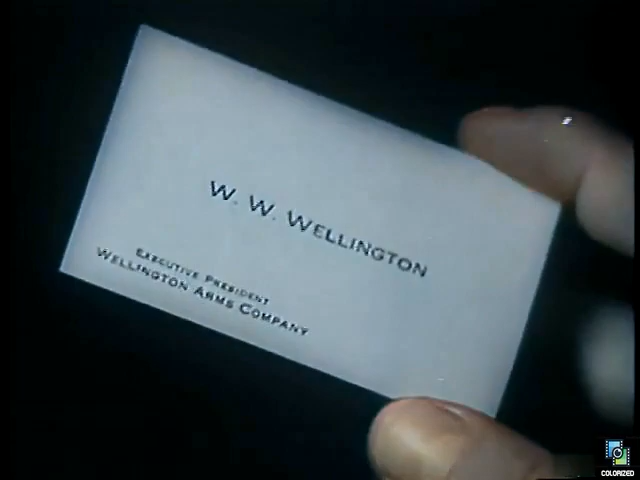 W. W. WELLINGTON
EXECUTIVE PRESIDENT
WELLINGTON ARMS COMPANY
COLORIZED